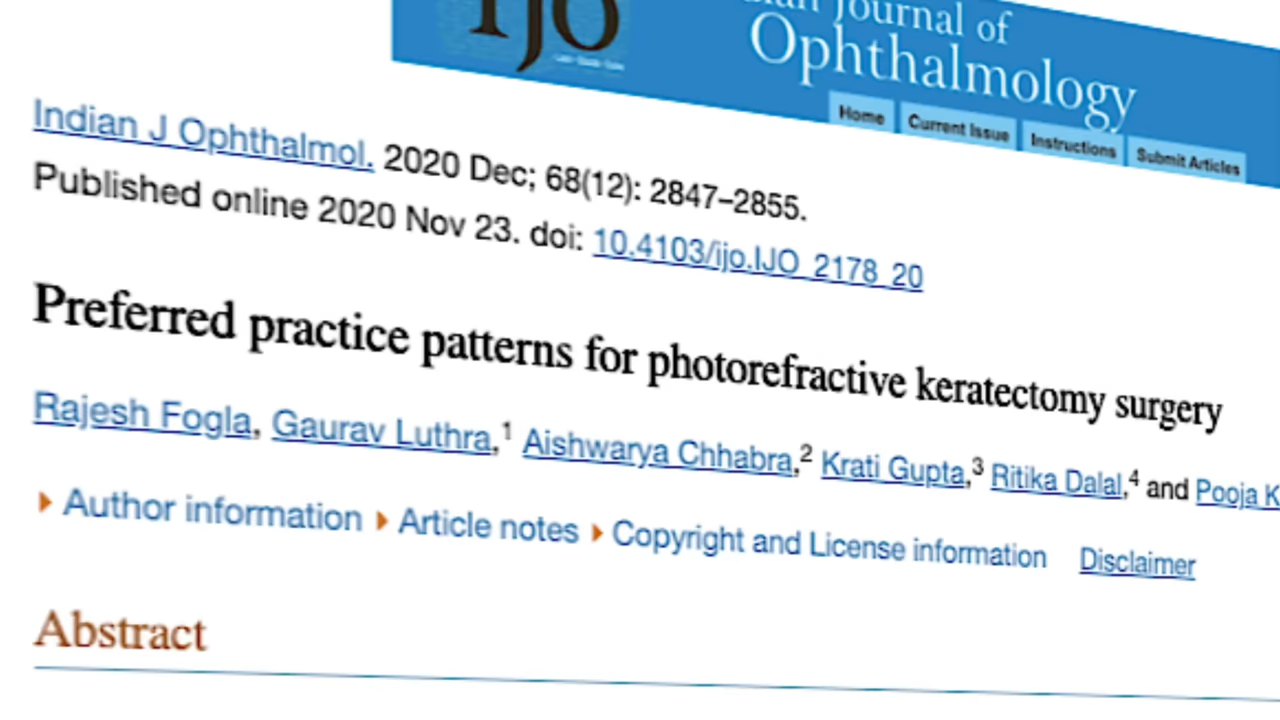 IJO
Journal of
Ophthalmology
Home Current Issue Instructions Submit Articles
Indian J Ophthalmol. 2020 Dec; 68(12): 2847–2855.
Published online 2020 Nov 23. doi: 10.4103/ijo.IJO_2178_20
Preferred practice patterns for photorefractive keratectomy surgery
Rajesh Fogla, Gaurav Luthra,1 Aishwarya Chhabra,2 Krati Gupta,3 Ritika Dalal,4 and Pooja K
Author information Article notes Copyright and License information Disclaimer
Abstract